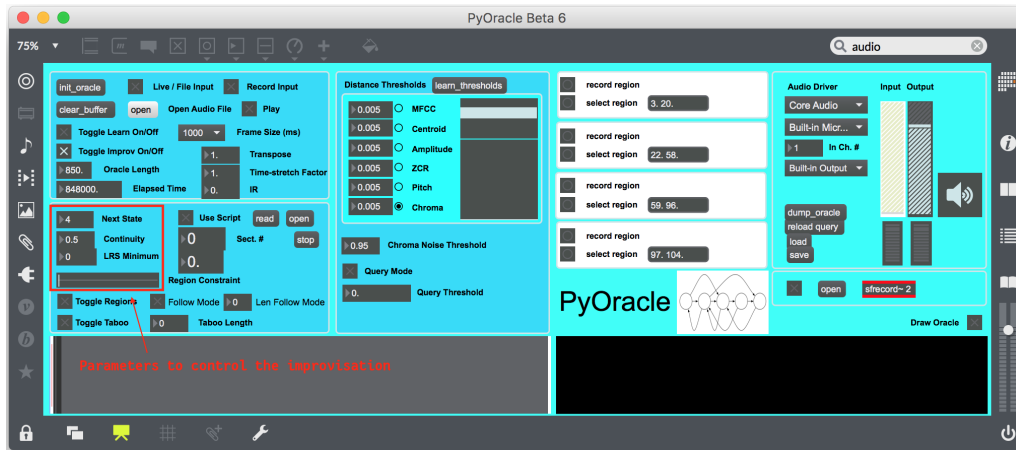 PyOracle Beta 6
75%
audio
init_oracle
Live / File Input
Record Input
clear_buffer
open
Open Audio File
Play
Toggle Learn On/Off
1000
Frame Size (ms)
Toggle Improv On/Off
1.
Transpose
850.
Oracle Length
1.
Time-stretch Factor
848000.
Elapsed Time
0.
IR
4
Next State
Use Script
read
open
0.5
Continuity
0
Sect. #
stop
0
LRS Minimum
0.
Region Constraint
Toggle Region
Follow Mode
0
Len Follow Mode
Toggle Taboo
0
Taboo Length
Parameters to control the improvisation
Distance Thresholds
learn_thresholds
0.005
MFCC
0.005
Centroid
0.005
Amplitude
0.005
ZCR
0.005
Pitch
0.005
Chroma
0.95
Chroma Noise Threshold
Query Mode
0.
Query Threshold
record region
select region
3. 20.
record region
select region
22. 58.
record region
select region
59. 96.
record region
select region
97. 104.
PyOracle
Audio Driver
Input
Output
Core Audio
Built-in Micr...
1
In Ch. #
Built-in Output
dump_oracle
reload query
load
save
open
sfrecord~ 2
Draw Oracle